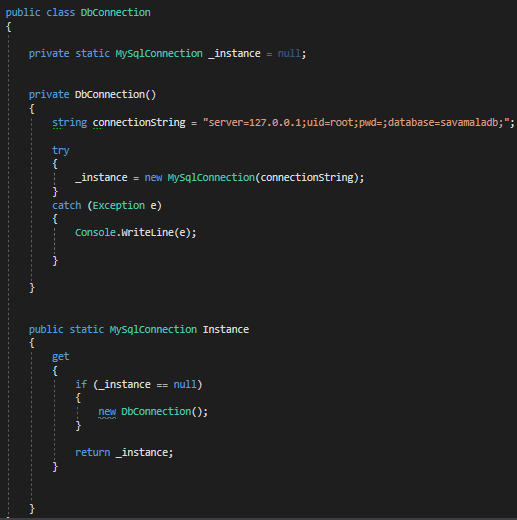 public class DbConnection
{
private static MySqlConnection _instance = null;
private DbConnection()
{
string connectionString = "server=127.0.0.1;uid=root;pwd=;database=savamaladb;";
try
{
_instance = new MySqlConnection(connectionString);
}
catch (Exception e)
{
Console.WriteLine(e);
}
}
public static MySqlConnection Instance
{
get
{
if (_instance == null)
{
new DbConnection();
}
return _instance;
}
}